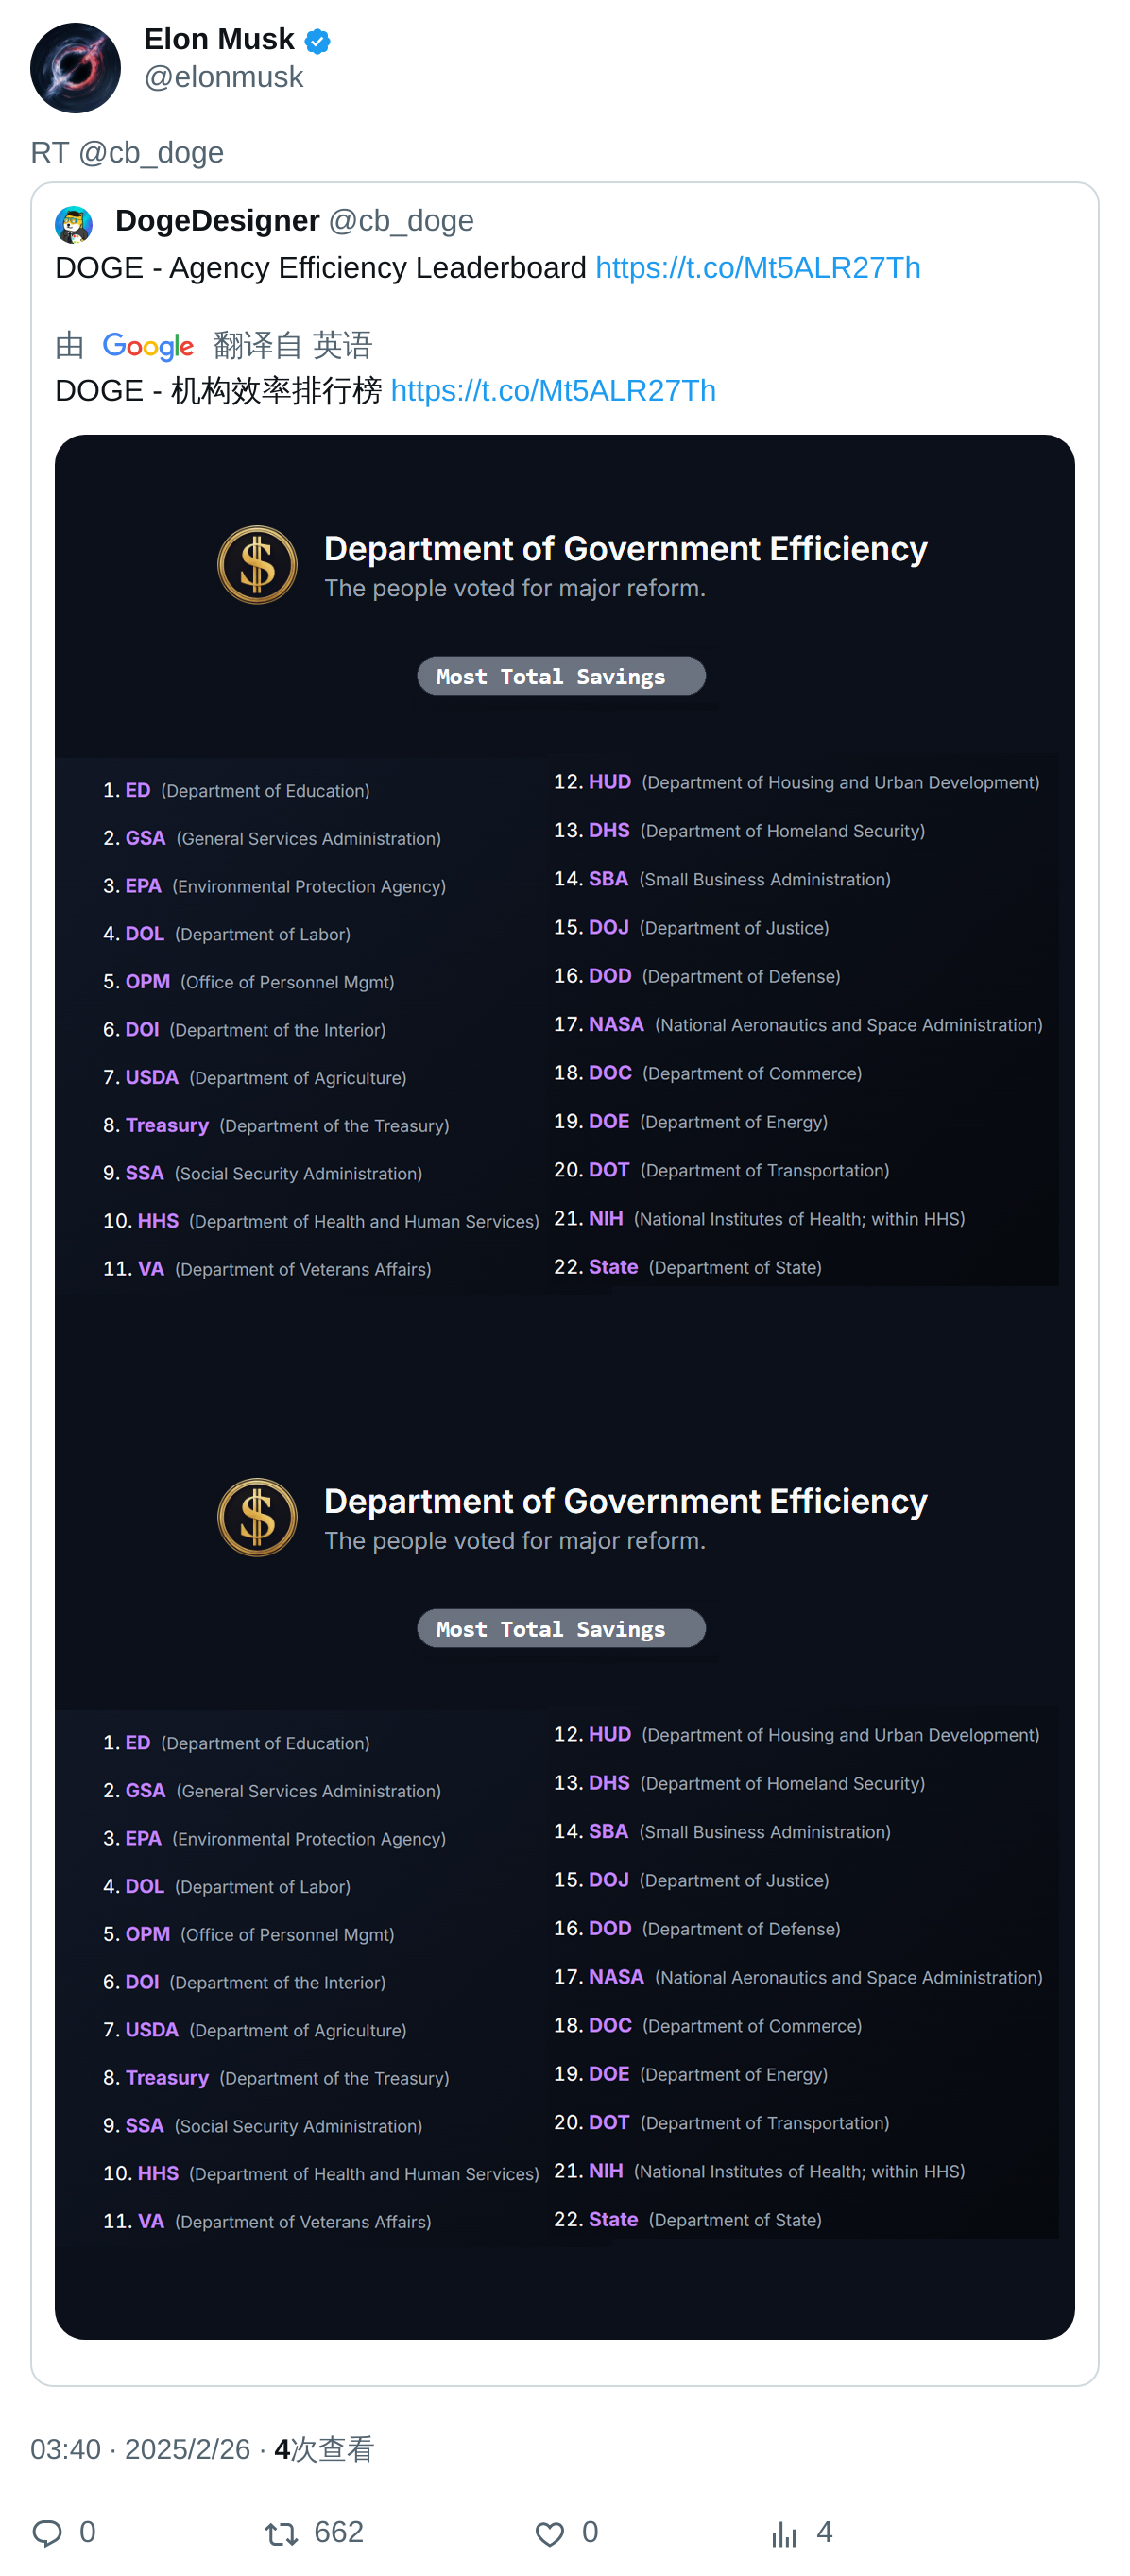 Elon Musk
@elonmusk
RT @cb_doge
DogeDesigner @cb_doge
DOGE - Agency Efficiency Leaderboard https://t.co/Mt5ALR27Th
由 Google 翻译自 英语
DOGE - 机构效率排行榜 https://t.co/Mt5ALR27Th
Department of Government Efficiency
The people voted for major reform.
Most Total Savings
1. ED (Department of Education)
2. GSA (General Services Administration)
3. EPA (Environmental Protection Agency)
4. DOL (Department of Labor)
5. OPM (Office of Personnel Mgmt)
6. DOI (Department of the Interior)
7. USDA (Department of Agriculture)
8. Treasury (Department of the Treasury)
9. SSA (Social Security Administration)
10. HHS (Department of Health and Human Services)
11. VA (Department of Veterans Affairs)
12. HUD (Department of Housing and Urban Development)
13. DHS (Department of Homeland Security)
14. SBA (Small Business Administration)
15. DOJ (Department of Justice)
16. DOD (Department of Defense)
17. NASA (National Aeronautics and Space Administration)
18. DOC (Department of Commerce)
19. DOE (Department of Energy)
20. DOT (Department of Transportation)
21. NIH (National Institutes of Health; within HHS)
22. State (Department of State)
Department of Government Efficiency
The people voted for major reform.
Most Total Savings
1. ED (Department of Education)
2. GSA (General Services Administration)
3. EPA (Environmental Protection Agency)
4. DOL (Department of Labor)
5. OPM (Office of Personnel Mgmt)
6. DOI (Department of the Interior)
7. USDA (Department of Agriculture)
8. Treasury (Department of the Treasury)
9. SSA (Social Security Administration)
10. HHS (Department of Health and Human Services)
11. VA (Department of Veterans Affairs)
12. HUD (Department of Housing and Urban Development)
13. DHS (Department of Homeland Security)
14. SBA (Small Business Administration)
15. DOJ (Department of Justice)
16. DOD (Department of Defense)
17. NASA (National Aeronautics and Space Administration)
18. DOC (Department of Commerce)
19. DOE (Department of Energy)
20. DOT (Department of Transportation)
21. NIH (National Institutes of Health; within HHS)
22. State (Department of State)
03:40 · 2025/2/26 · 4次查看
0 662 0 4